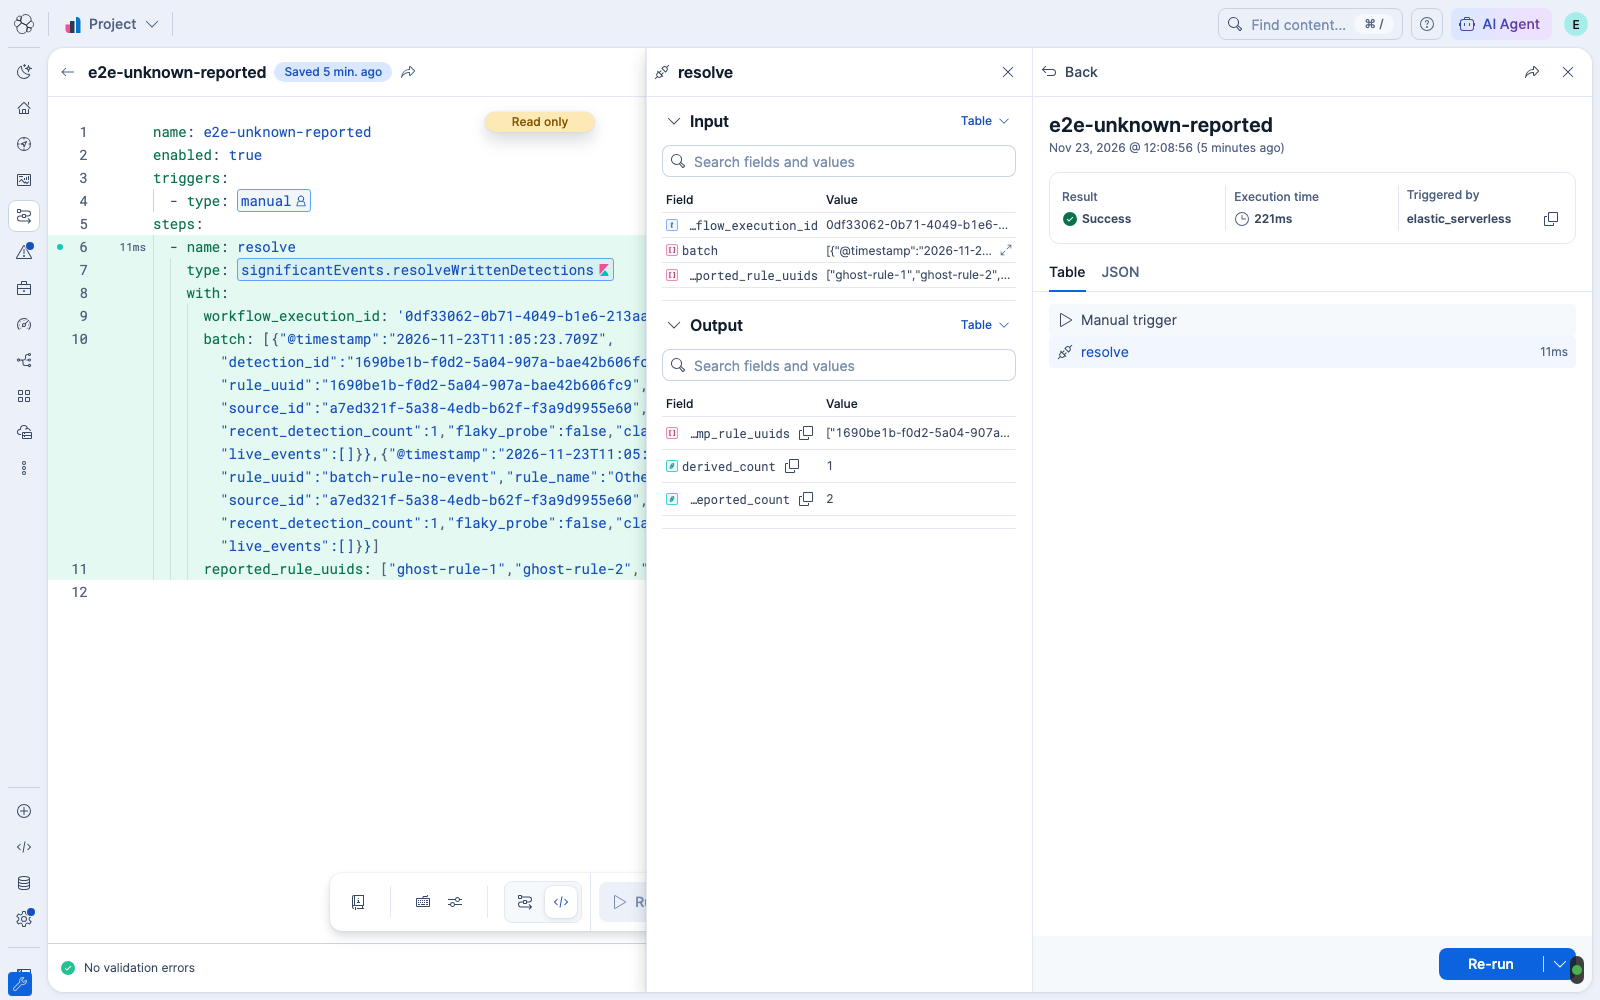 Project
Find content...
⌘ /
AI Agent
E
e2e-unknown-reported
Saved 5 min. ago
Read only
1 name: e2e-unknown-reported
2 enabled: true
3 triggers:
4 - type: manual
5 steps:
6 11ms - name: resolve
7 type: significantEvents.resolveWrittenDetections
8 with:
9 workflow_execution_id: '0df33062-0b71-4049-b1e6-213aa
10 batch: [{"@timestamp":"2026-11-23T11:05:23.709Z",
"detection_id":"1690be1b-f0d2-5a04-907a-bae42b606fc
"rule_uuid":"1690be1b-f0d2-5a04-907a-bae42b606fc9",
"source_id":"a7ed321f-5a38-4edb-b62f-f3a9d9955e60",
"recent_detection_count":1,"flaky_probe":false,"cla
"live_events":[]}},{"@timestamp":"2026-11-23T11:05:
"rule_uuid":"batch-rule-no-event","rule_name":"Othe
"source_id":"a7ed321f-5a38-4edb-b62f-f3a9d9955e60",
"recent_detection_count":1,"flaky_probe":false,"cla
"live_events":[]}}]
11 reported_rule_uuids: ["ghost-rule-1","ghost-rule-2","
12
No validation errors
resolve
Input
Table
Search fields and values
Field Value
…flow_execution_id 0df33062-0b71-4049-b1e6-...
batch [{"@timestamp":"2026-11-2...
…ported_rule_uuids ["ghost-rule-1","ghost-rule-2",...
Output
Table
Search fields and values
Field Value
…mp_rule_uuids ["1690be1b-f0d2-5a04-907a...
derived_count 1
…eported_count 2
Back
e2e-unknown-reported
Nov 23, 2026 @ 12:08:56 (5 minutes ago)
Result
Success
Execution time
221ms
Triggered by
elastic_serverless
Table
JSON
Manual trigger
resolve 11ms
Re-run